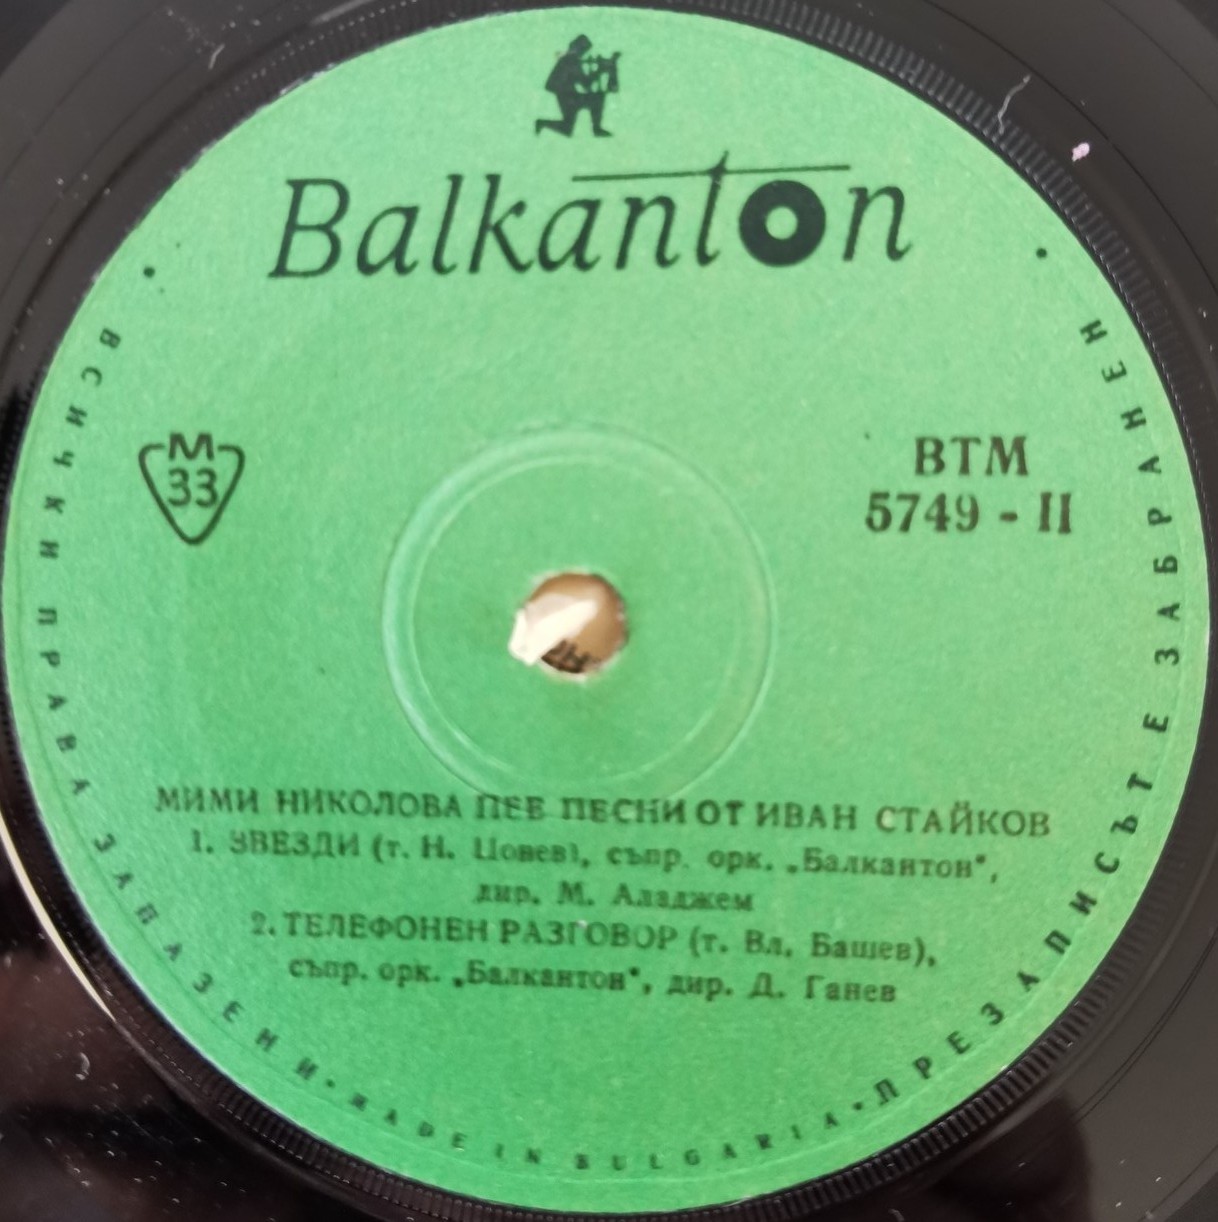 Balkanton
M
33
ВТМ
5749 - II
МИМИ НИКОЛОВА ПЕЕ ПЕСНИ ОТ ИВАН СТАЙКОВ
1. ЗВЕЗДИ (т. Н. Цонев), съпр. орк. „Балкантон",
дир. М. Аладжем
2. ТЕЛЕФОНЕН РАЗГОВОР (т. Вл. Башев),
съпр. орк. „Балкантон", дир. Д. Ганев
• ВСИЧКИ ПРАВА ЗАПАЗЕНИ • MADE IN BULGARIA • ПРЕЗАПИСЪТ Е ЗАБРАНЕН •